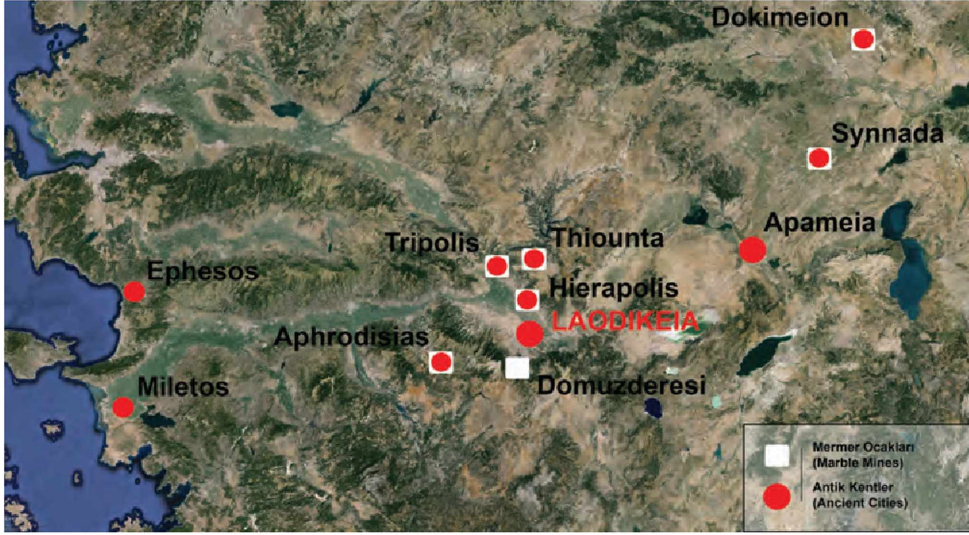 Dokimeion
Synnada
Apameia
Thiounta
Tripolis
Ephesos
Hierapolis
LAODIKEIA
Aphrodisias
Domuzderesi
Miletos
Mermer Ocakları
(Marble Mines)
Antik Kentler
(Ancient Cities)